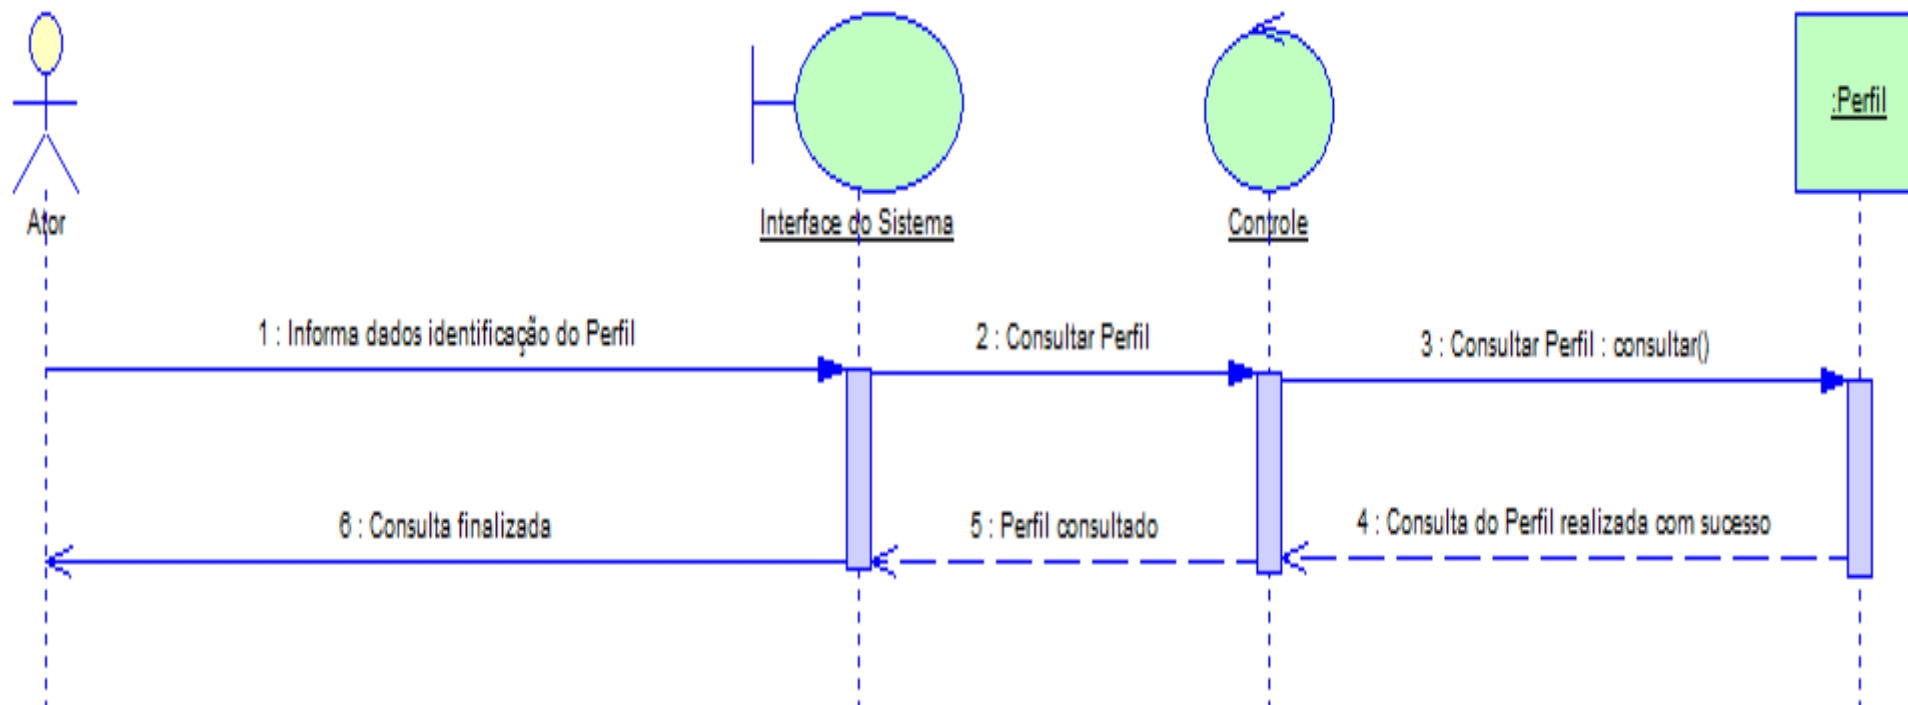 :Perfil
Ator
Interface do Sistema
Controle
1 : Informa dados identificação do Perfil
2 : Consultar Perfil
3 : Consultar Perfil : consultar()
6 : Consulta finalizada
5 : Perfil consultado
4 : Consulta do Perfil realizada com sucesso